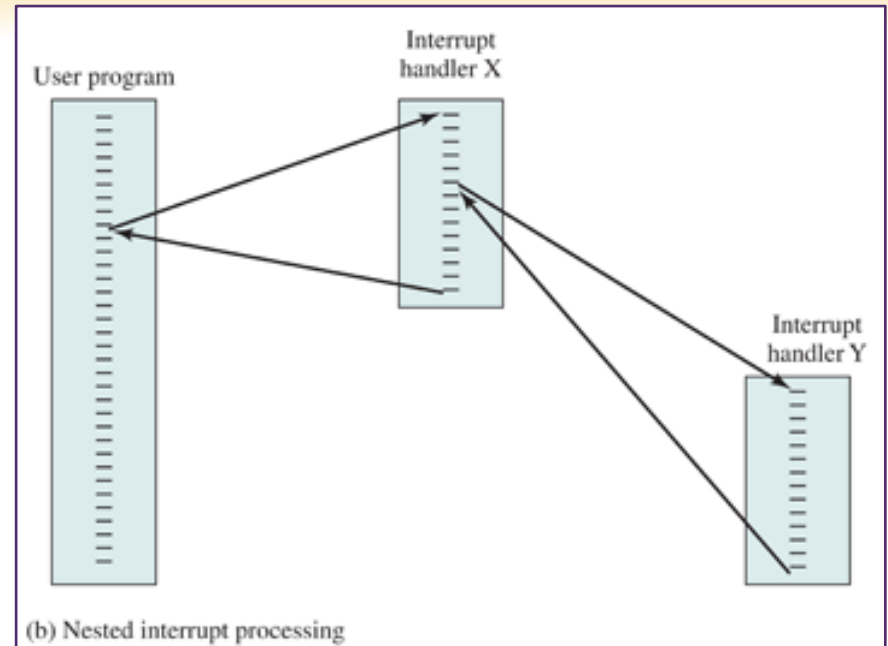 User program
Interrupt
handler X
Interrupt
handler Y
(b) Nested interrupt processing